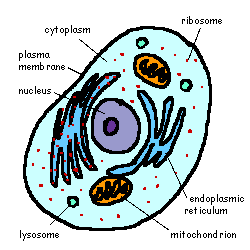 ribosome
cytoplasm
plasma
membrane
nucleus
endoplasmic
reticulum
lysosome
mitochondrion